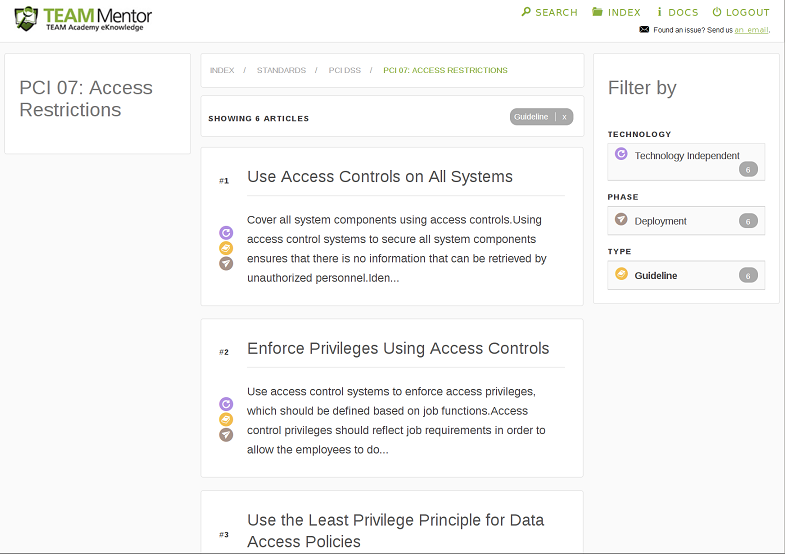 TEAM Mentor
TEAM Academy eKnowledge
SEARCH INDEX DOCS LOGOUT
Found an issue? Send us an email.
PCI 07: Access
Restrictions
INDEX / STANDARDS / PCI DSS / PCI 07: ACCESS RESTRICTIONS
SHOWING 6 ARTICLES
Guideline | x
#1
Use Access Controls on All Systems
Cover all system components using access controls.Using
access control systems to secure all system components
ensures that there is no information that can be retrieved by
unauthorized personnel.Iden...
#2
Enforce Privileges Using Access Controls
Use access control systems to enforce access privileges,
which should be defined based on job functions.Access
control privileges should reflect job requirements in order to
allow the employees to do...
#3
Use the Least Privilege Principle for Data
Access Policies
Filter by
TECHNOLOGY
Technology Independent
6
PHASE
Deployment 6
TYPE
Guideline 6